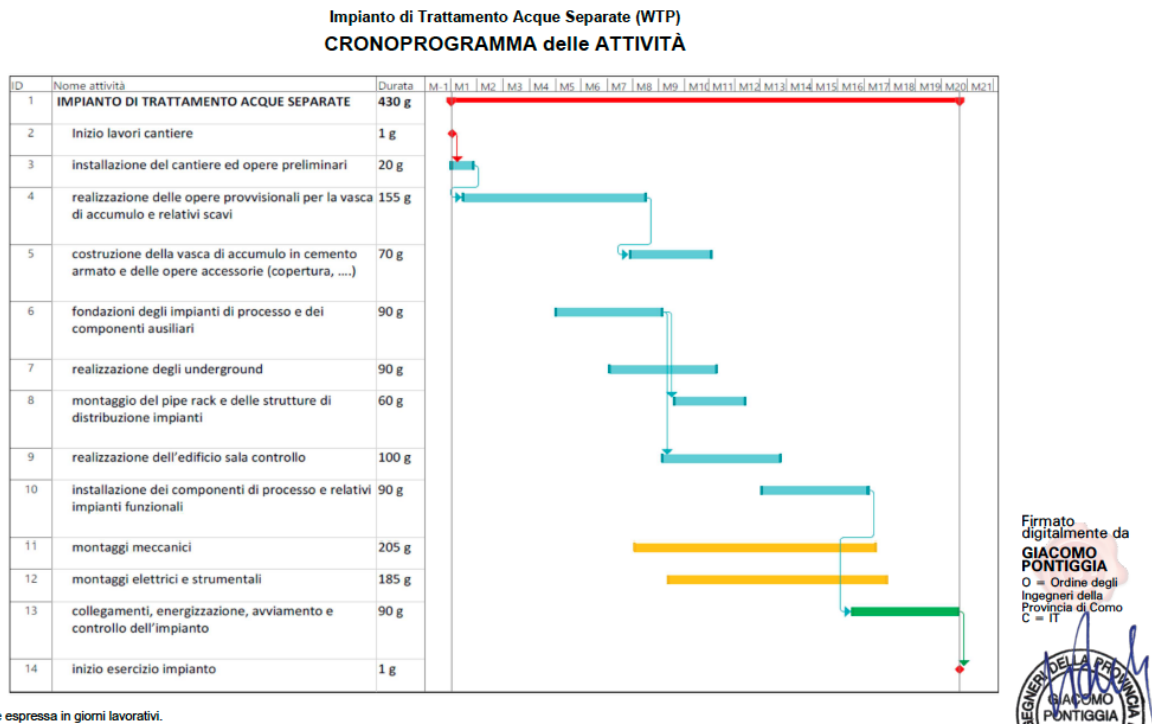 Impianto di Trattamento Acque Separate (WTP)
CRONOPROGRAMMA delle ATTIVITÀ
ID Nome attività Durata M-1 M1 M2 M3 M4 M5 M6 M7 M8 M9 M10 M11 M12 M13 M14 M15 M16 M17 M18 M19 M20 M21
1 IMPIANTO DI TRATTAMENTO ACQUE SEPARATE 430 g
2 Inizio lavori cantiere 1 g
3 installazione del cantiere ed opere preliminari 20 g
4 realizzazione delle opere provvisionali per la vasca 155 g
di accumulo e relativi scavi
5 costruzione della vasca di accumulo in cemento 70 g
armato e delle opere accessorie (copertura, ....)
6 fondazioni degli impianti di processo e dei 90 g
componenti ausiliari
7 realizzazione degli underground 90 g
8 montaggio del pipe rack e delle strutture di 60 g
distribuzione impianti
9 realizzazione dell'edificio sala controllo 100 g
10 installazione dei componenti di processo e relativi 90 g
impianti funzionali
11 montaggi meccanici 205 g
12 montaggi elettrici e strumentali 185 g
13 collegamenti, energizzazione, avviamento e 90 g
controllo dell'impianto
14 inizio esercizio impianto 1 g
e espressa in giorni lavorativi.
Firmato
digitalmente da
GIACOMO
PONTIGGIA
O = Ordine degli
Ingegneri della
Provincia di Como
C = IT
DELLA PROVINCIA
GIACOMO
PONTIGGIA